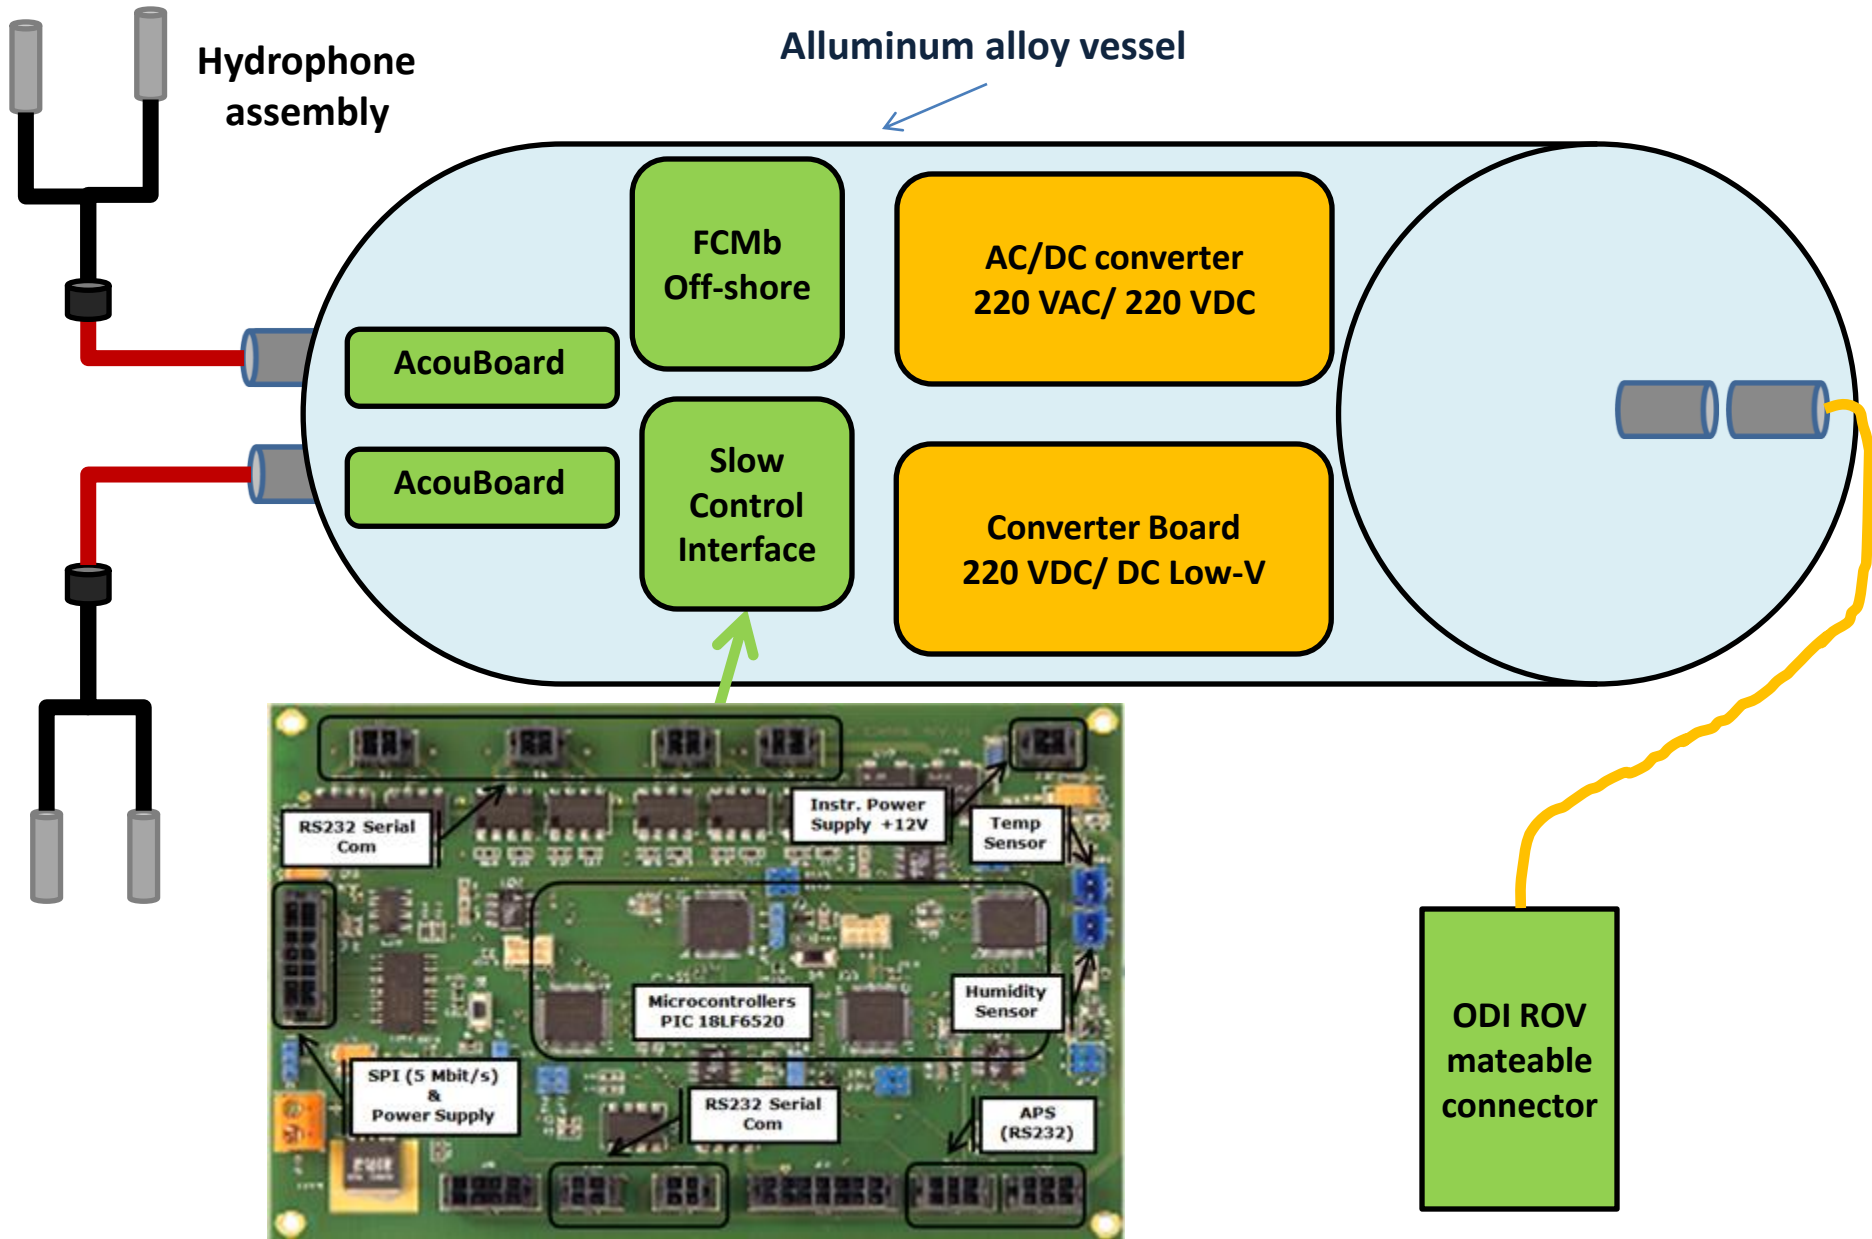 Hydrophone
assembly
Alluminum alloy vessel
FCMb
Off-shore
AC/DC converter
220 VAC/ 220 VDC
AcouBoard
AcouBoard
Slow
Control
Interface
Converter Board
220 VDC/ DC Low-V
RS232 Serial
Com
Instr. Power
Supply +12V
Temp
Sensor
Microcontrollers
PIC 18LF6520
Humidity
Sensor
SPI (5 Mbit/s)
&
Power Supply
RS232 Serial
Com
APS
(RS232)
ODI ROV
mateable
connector